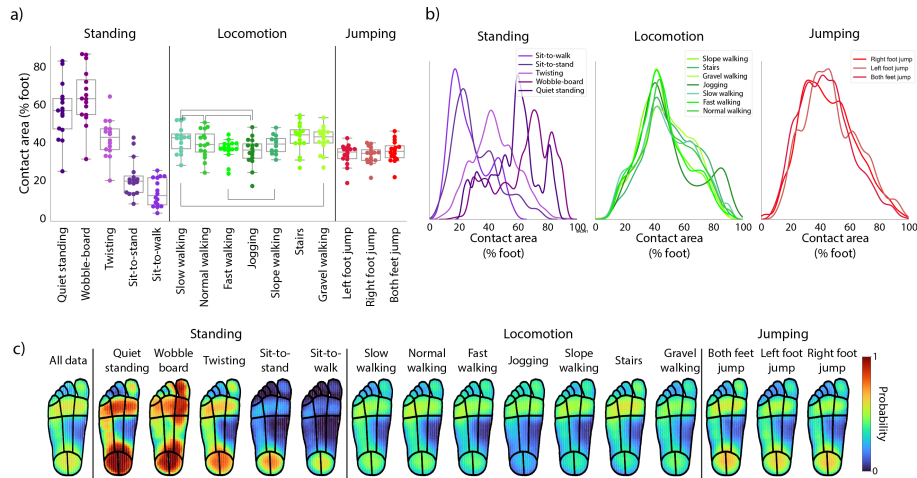 a)
Standing
Locomotion
Jumping
Contact area (% foot)
80
60
40
20
0
Quiet standing
Wobble-board
Twisting
Sit-to-stand
Sit-to-walk
Slow walking
Normal walking
Fast walking
Jogging
Slope walking
Stairs
Gravel walking
Left foot jump
Right foot jump
Both feet jump
b)
Standing
Sit-to-walk
Sit-to-stand
Twisting
Wobble-board
Quiet standing
0 20 40 60 80 100
Contact area
(% foot)
Locomotion
Slope walking
Stairs
Gravel walking
Jogging
Slow walking
Fast walking
Normal walking
0 20 40 60 80 100
Contact area
(% foot)
Jumping
Right foot jump
Left foot jump
Both feet jump
0 20 40 60 80 100
Contact area
(% foot)
c)
Standing
Locomotion
Jumping
All data
Quiet
standing
Wobble
board
Twisting
Sit-to-
stand
Sit-to-
walk
Slow
walking
Normal
walking
Fast
walking
Jogging
Slope
walking
Stairs
Gravel
walking
Both feet
jump
Left foot
jump
Right foot
jump
1
Probability
0